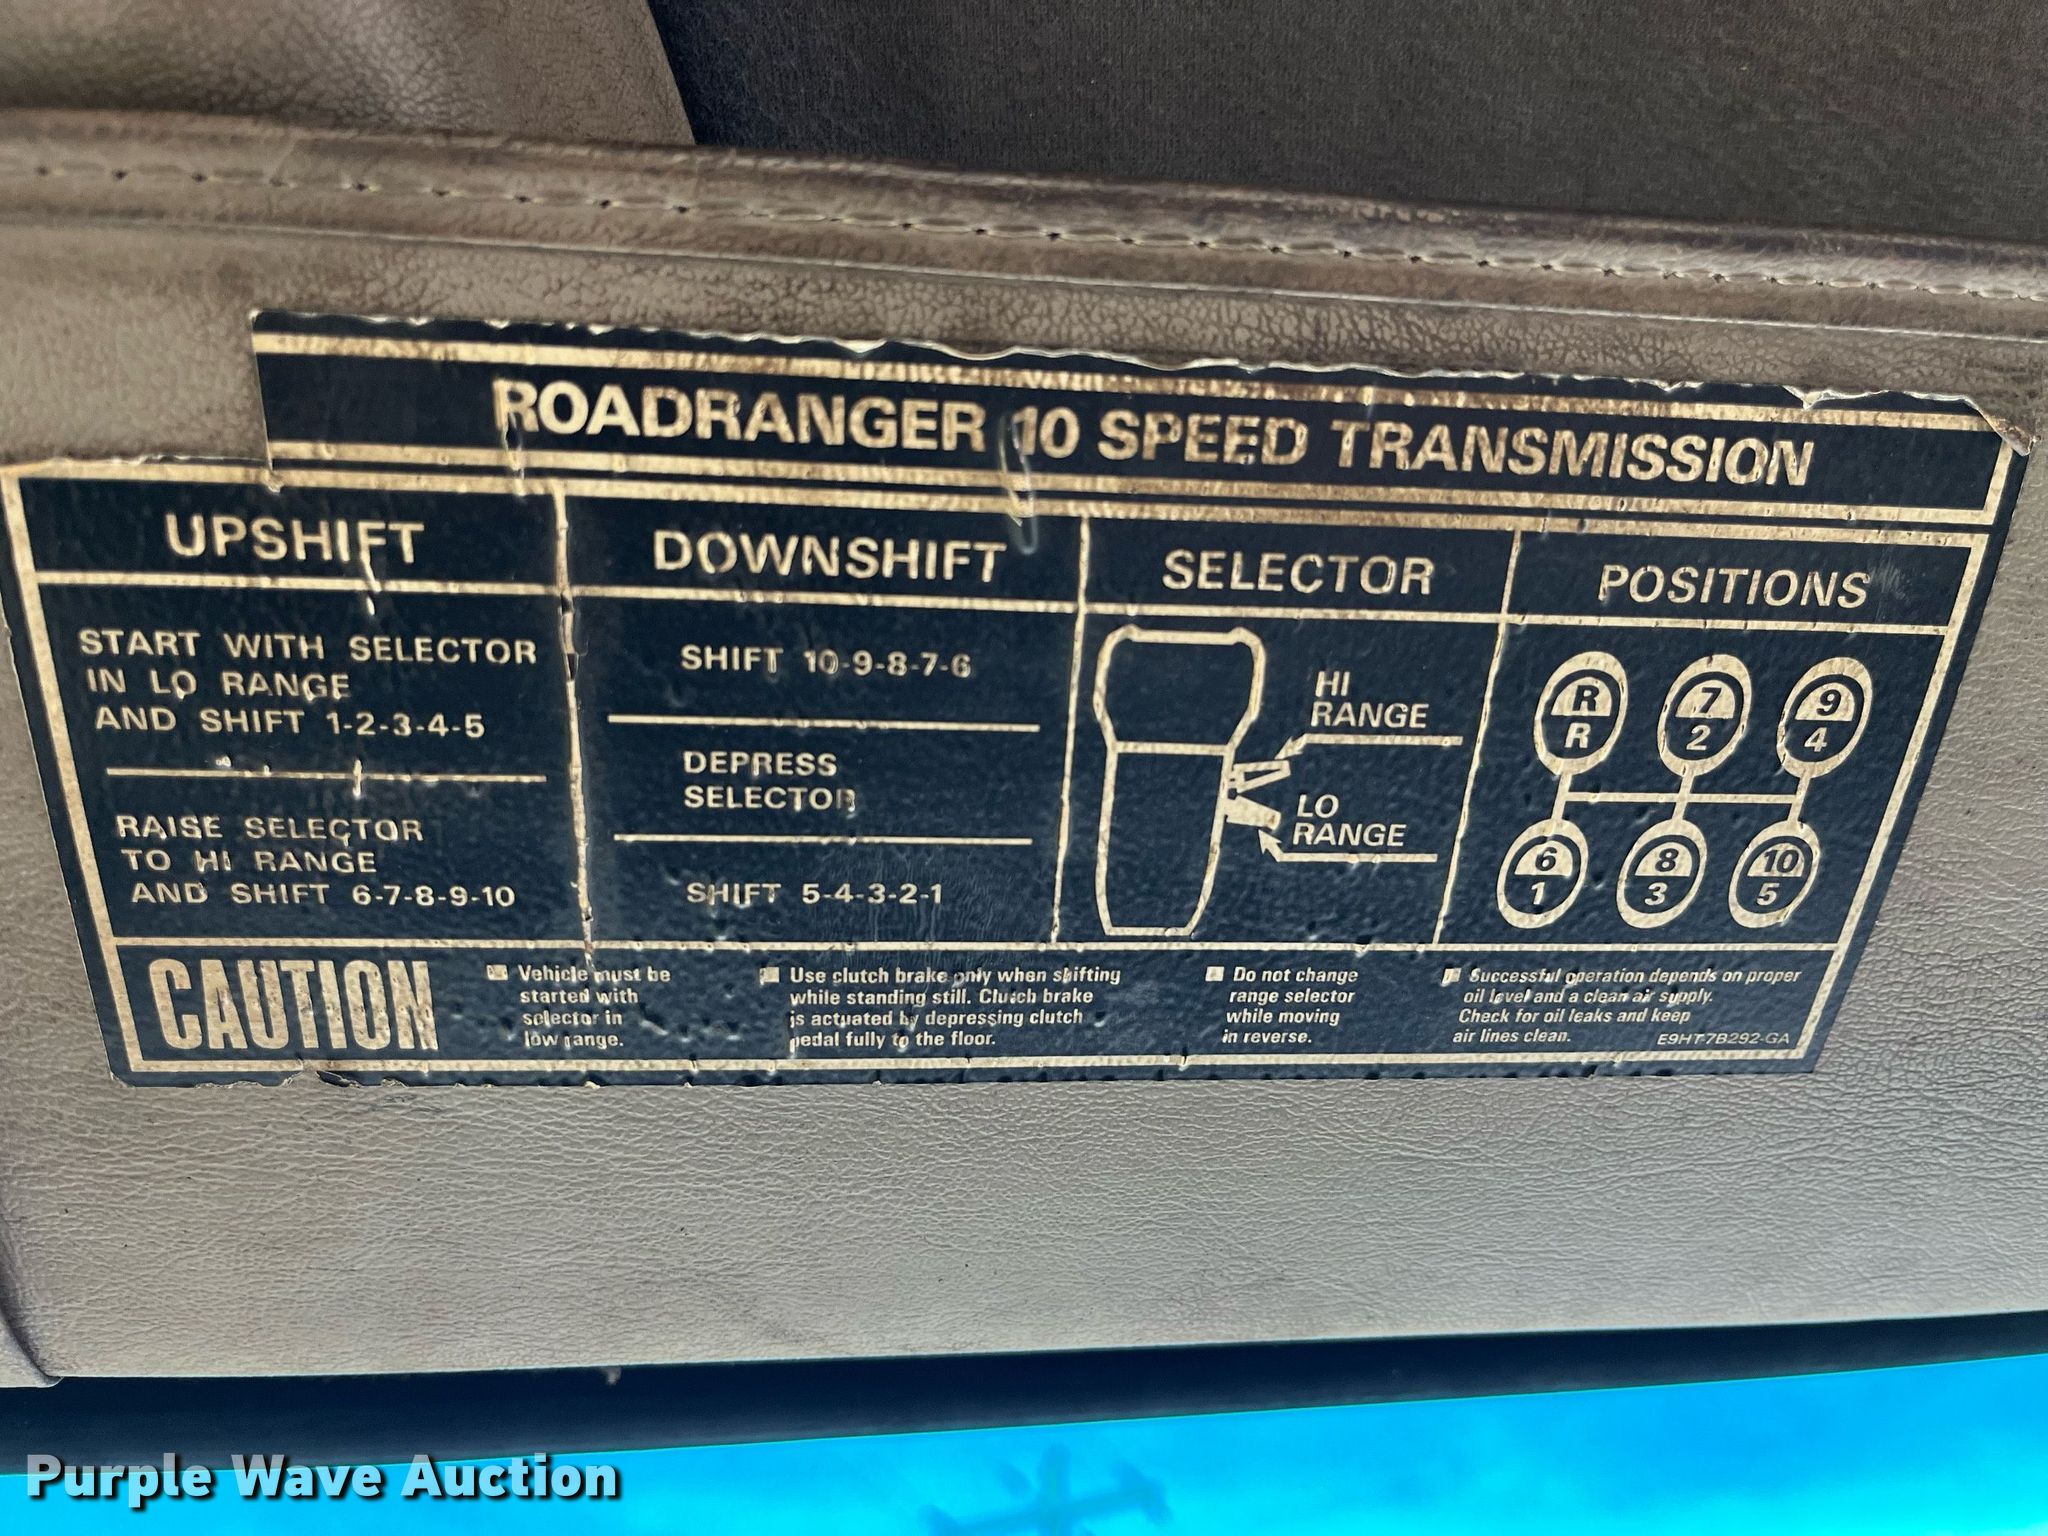 ROADRANGER 10 SPEED TRANSMISSION
UPSHIFT
START WITH SELECTOR
IN LO RANGE
AND SHIFT 1-2-3-4-5
RAISE SELECTOR
TO HI RANGE
AND SHIFT 6-7-8-9-10
DOWNSHIFT
SHIFT 10-9-8-7-6
DEPRESS
SELECTOR
SHIFT 5-4-3-2-1
SELECTOR
HI
RANGE
LO
RANGE
POSITIONS
R 7 9
R 2 4
6 8 10
1 3 5
CAUTION
Vehicle must be
started with
selector in
low range.
Use clutch brake only when shifting
while standing still. Clutch brake
is actuated by depressing clutch
pedal fully to the floor.
Do not change
range selector
while moving
in reverse.
Successful operation depends on proper
oil level and a clean air supply.
Check for oil leaks and keep
air lines clean.
E9HT-7B292-GA
Purple Wave Auction